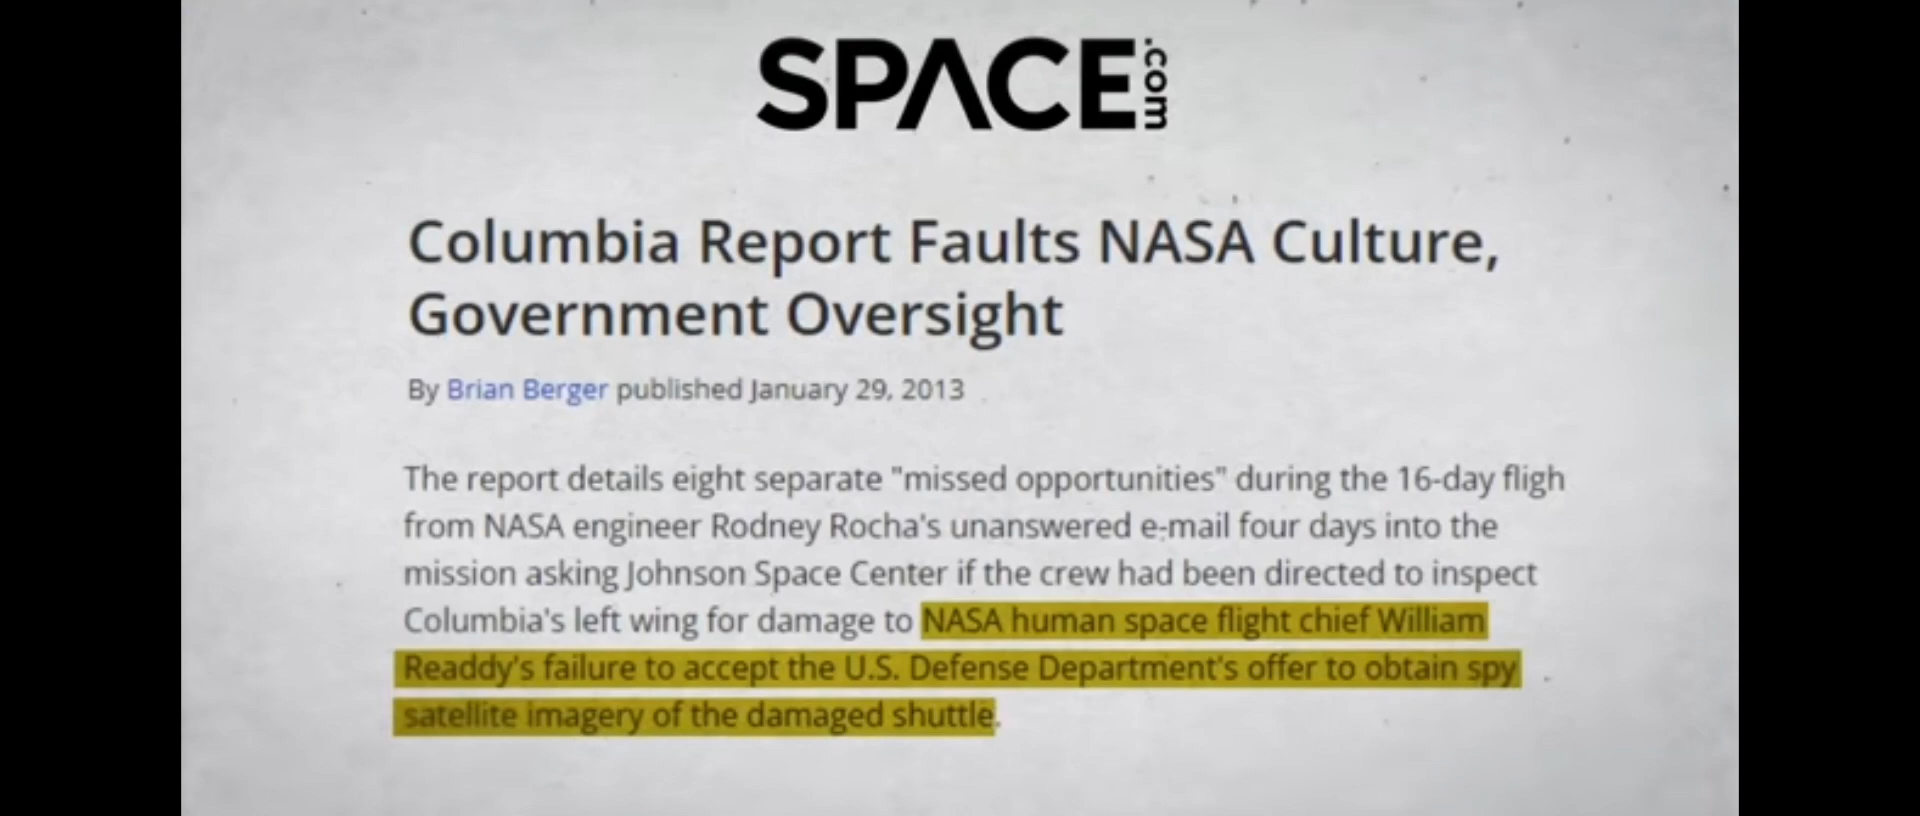 SPACE.com
Columbia Report Faults NASA Culture,
Government Oversight
By Brian Berger published January 29, 2013
The report details eight separate "missed opportunities" during the 16-day fligh
from NASA engineer Rodney Rocha's unanswered e-mail four days into the
mission asking Johnson Space Center if the crew had been directed to inspect
Columbia's left wing for damage to NASA human space flight chief William
Readdy's failure to accept the U.S. Defense Department's offer to obtain spy
satellite imagery of the damaged shuttle.